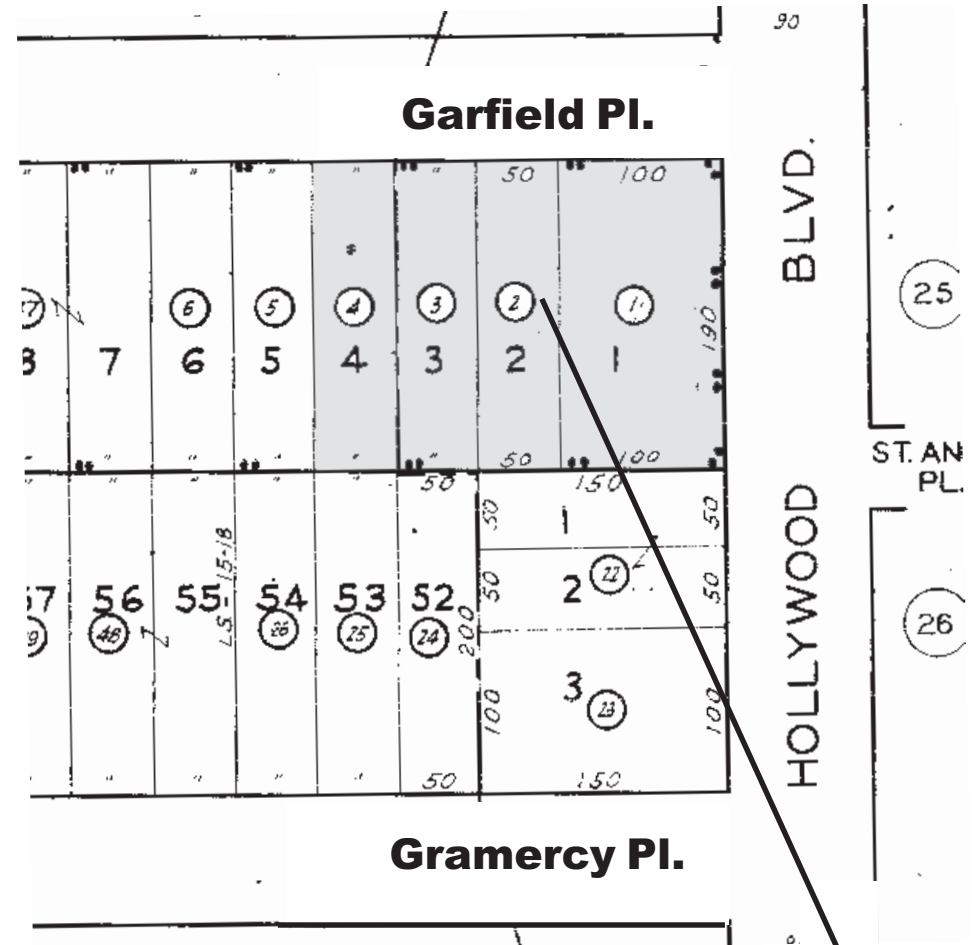 90
Garfield Pl.
" " " " " 50 100
BLVD.
6 5 4 3 2 1
25
190
7 6 5 4 3 2 1
" " " " " 50 100
ST. AN
PL.
50 150
50 1 50
HOLLYWOOD
LS-15-18
50 2 22 50
56 55 54 53 52
48 26 25 24
26
200
3
23
100 100
" " " " 50 150
Gramercy Pl.